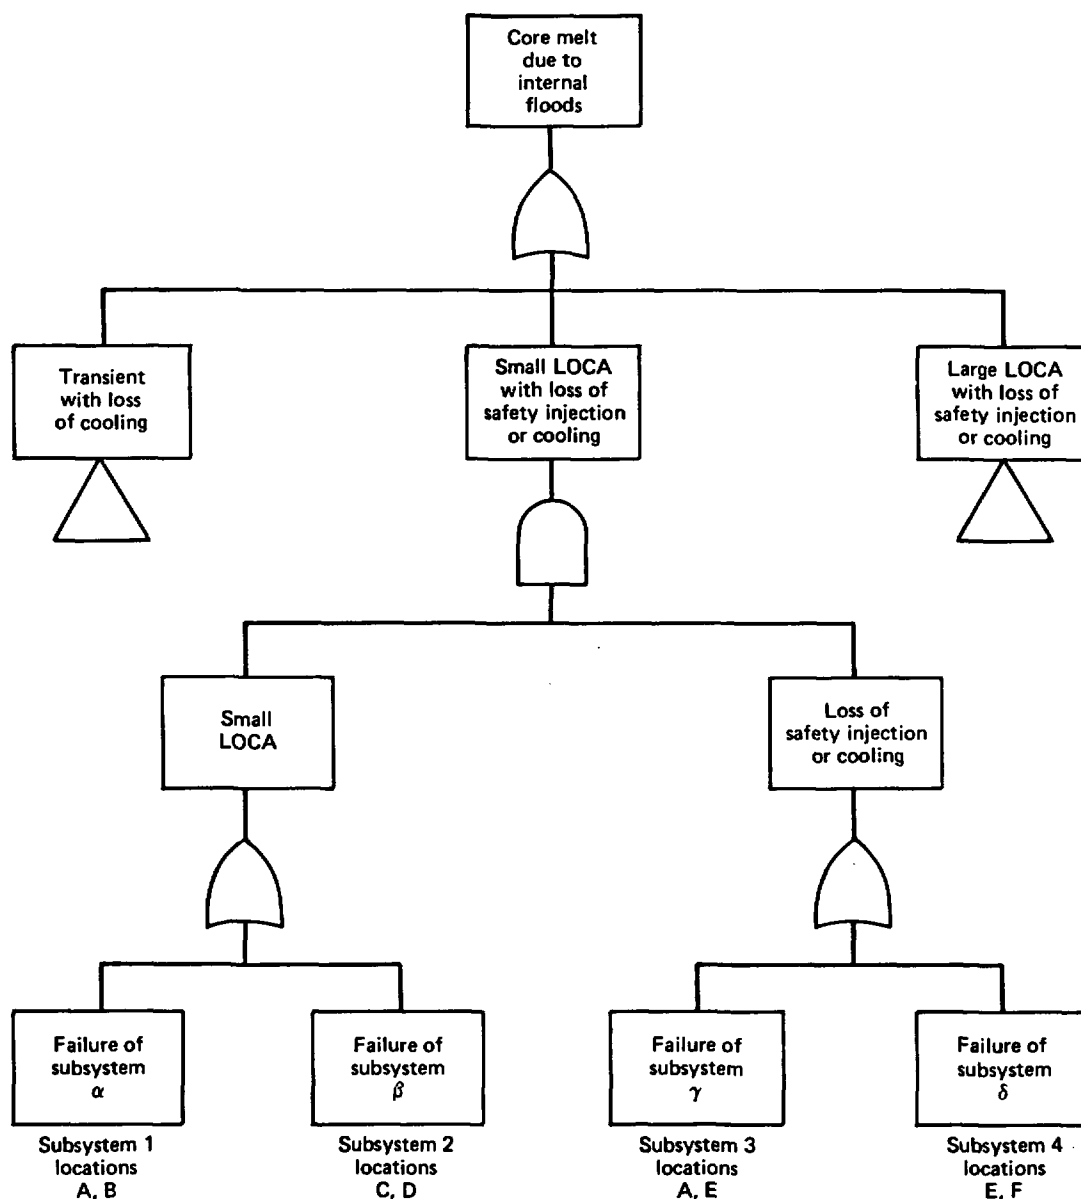 Core melt
due to
internal
floods
Transient
with loss
of cooling
Small LOCA
with loss of
safety injection
or cooling
Large LOCA
with loss of
safety injection
or cooling
Small
LOCA
Loss of
safety injection
or cooling
Failure of
subsystem
α
Failure of
subsystem
β
Failure of
subsystem
γ
Failure of
subsystem
δ
Subsystem 1
locations
A, B
Subsystem 2
locations
C, D
Subsystem 3
locations
A, E
Subsystem 4
locations
E, F